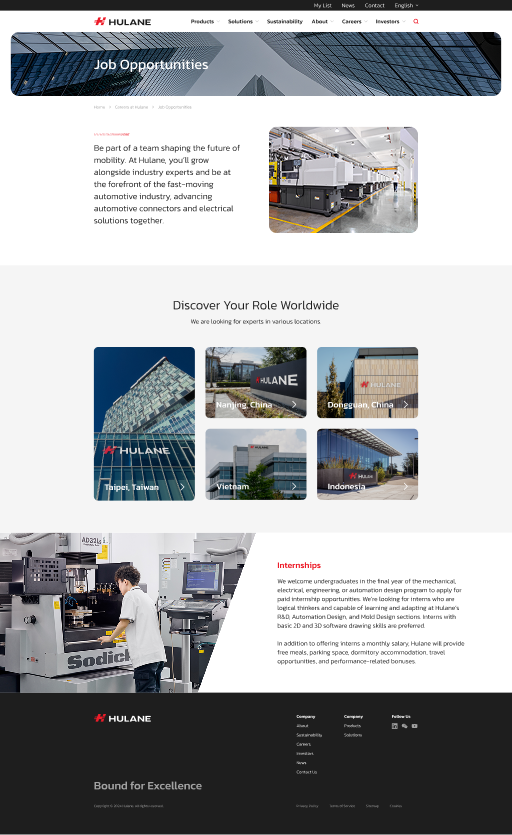 My List News Contact English
HULANE Products Solutions Sustainability About Careers Investors
Job Opportunities
Home > Careers at Hulane > Job Opportunities
Be part of a team shaping the future of
mobility. At Hulane, you'll grow
alongside industry experts and be at
the forefront of the fast-moving
automotive industry, advancing
automotive connectors and electrical
solutions together.
Discover Your Role Worldwide
We are looking for experts in various locations.
HULANE
Taipei, Taiwan
HULANE
Nanjing, China
HULANE
Dongguan, China
HULANE
Vietnam
HULANE
Indonesia
AD32Ls
Sodick
Internships
We welcome undergraduates in the final year of the mechanical,
electrical, engineering, or automation design program to apply for
paid internship opportunities. We're looking for interns who are
logical thinkers and capable of learning and adapting at Hulane's
R&D, Automation Design, and Mold Design sections. Interns with
basic 2D and 3D software drawing skills are preferred.
In addition to offering interns a monthly salary, Hulane will provide
free meals, parking space, dormitory accommodation, travel
opportunities, and performance-related bonuses.
HULANE
Bound for Excellence
Company
About
Sustainability
Careers
Investors
News
Contact Us
Company
Products
Solutions
Follow Us
Copyright © 2024 Hulane. All rights reserved.
Privacy Policy Terms of Service Sitemap Cookies